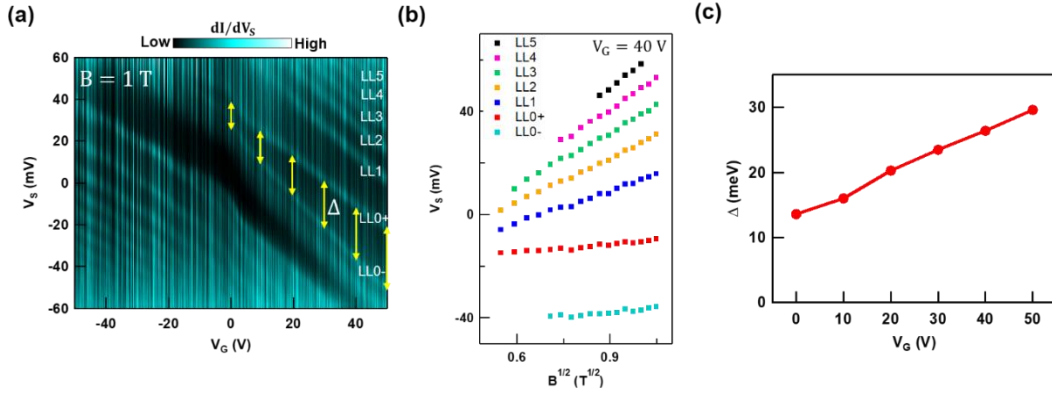 (a)
dI/dV_S
Low High
B = 1 T
LL5
LL4
LL3
LL2
LL1
Δ
LL0+
LL0-
60
40
20
0
-20
-40
-60
V_S (mV)
-40 -20 0 20 40
V_G (V)
(b)
LL5
LL4
LL3
LL2
LL1
LL0+
LL0-
V_G = 40 V
40
0
-40
V_S (mV)
0.6 0.9
B^1/2 (T^1/2)
(c)
30
20
10
0
Δ (meV)
0 10 20 30 40 50
V_G (V)